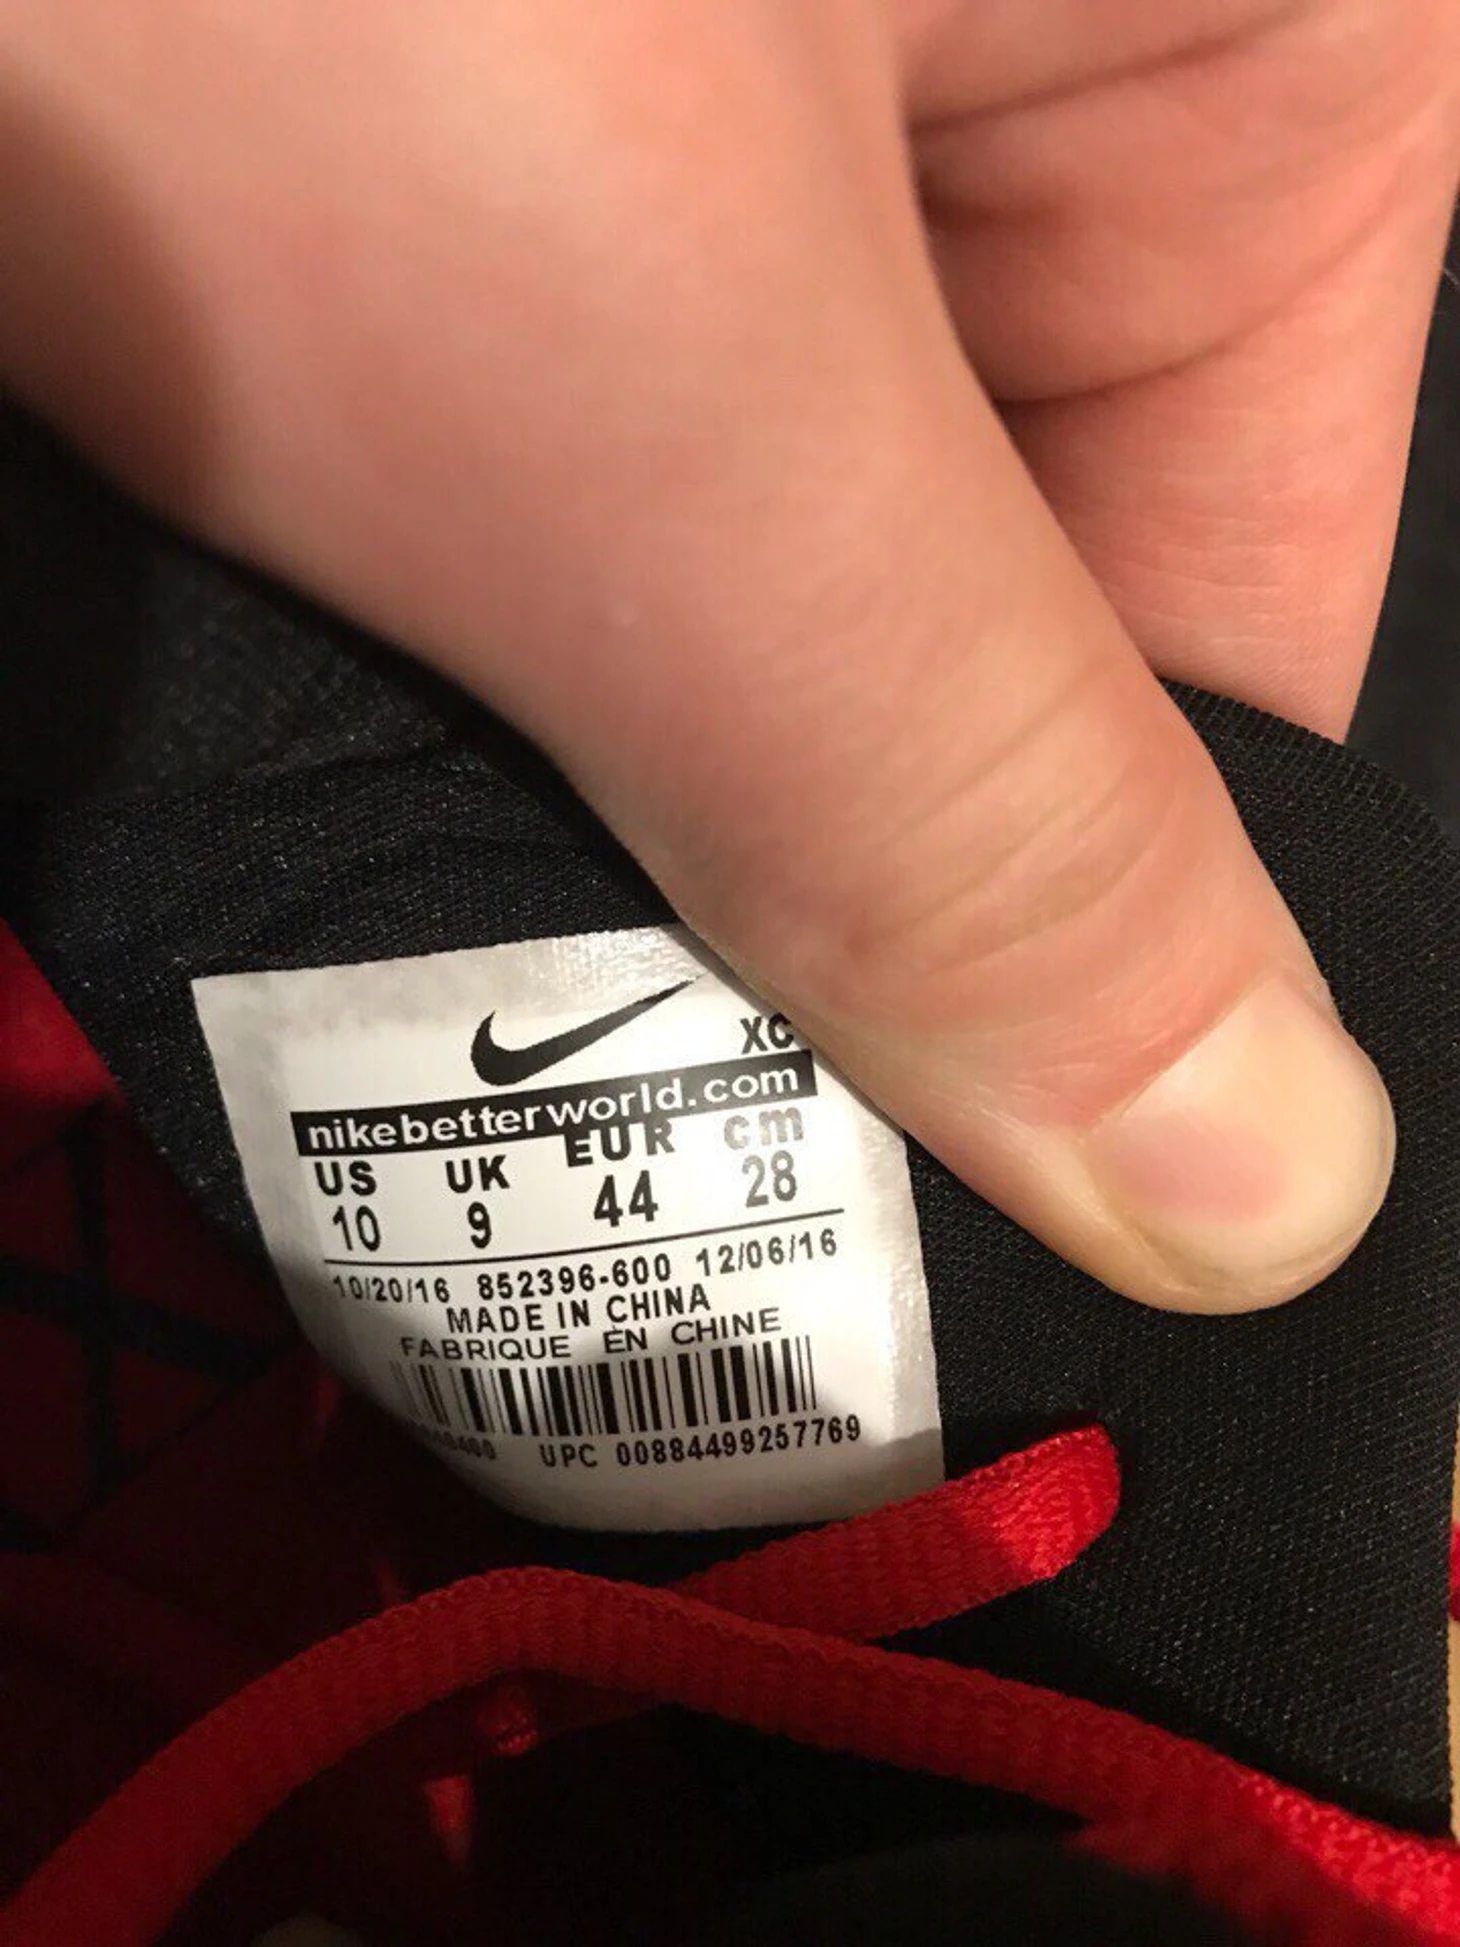 XC
nikebetterworld.com
US UK EUR cm
10 9 44 28
10/20/16 852396-600 12/06/16
MADE IN CHINA
FABRIQUE EN CHINE
UPC 00884499257769